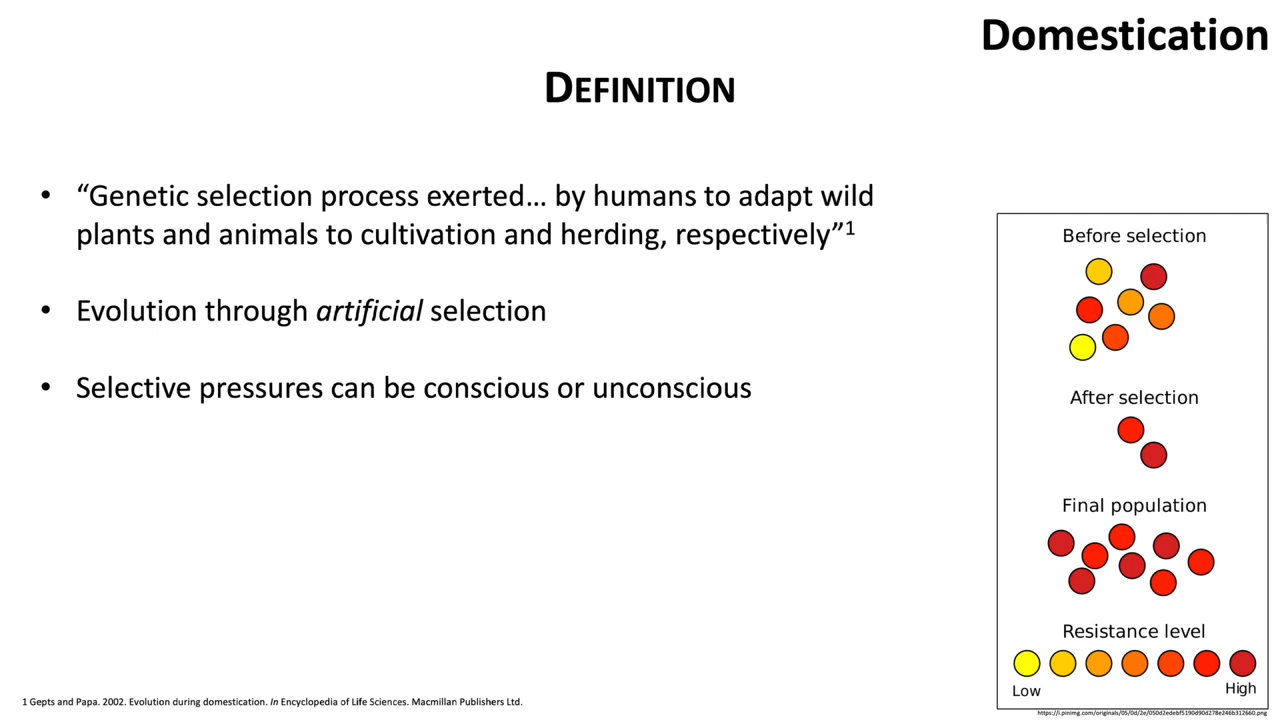 Domestication
DEFINITION
• “Genetic selection process exerted… by humans to adapt wild
plants and animals to cultivation and herding, respectively”1
• Evolution through artificial selection
• Selective pressures can be conscious or unconscious
Before selection
After selection
Final population
Resistance level
Low
High
1 Gepts and Papa. 2002. Evolution during domestication. In Encyclopedia of Life Sciences. Macmillan Publishers Ltd.
https://i.pinimg.com/originals/05/0d/2e/050d2edebf5190d90d278e246b312660.png